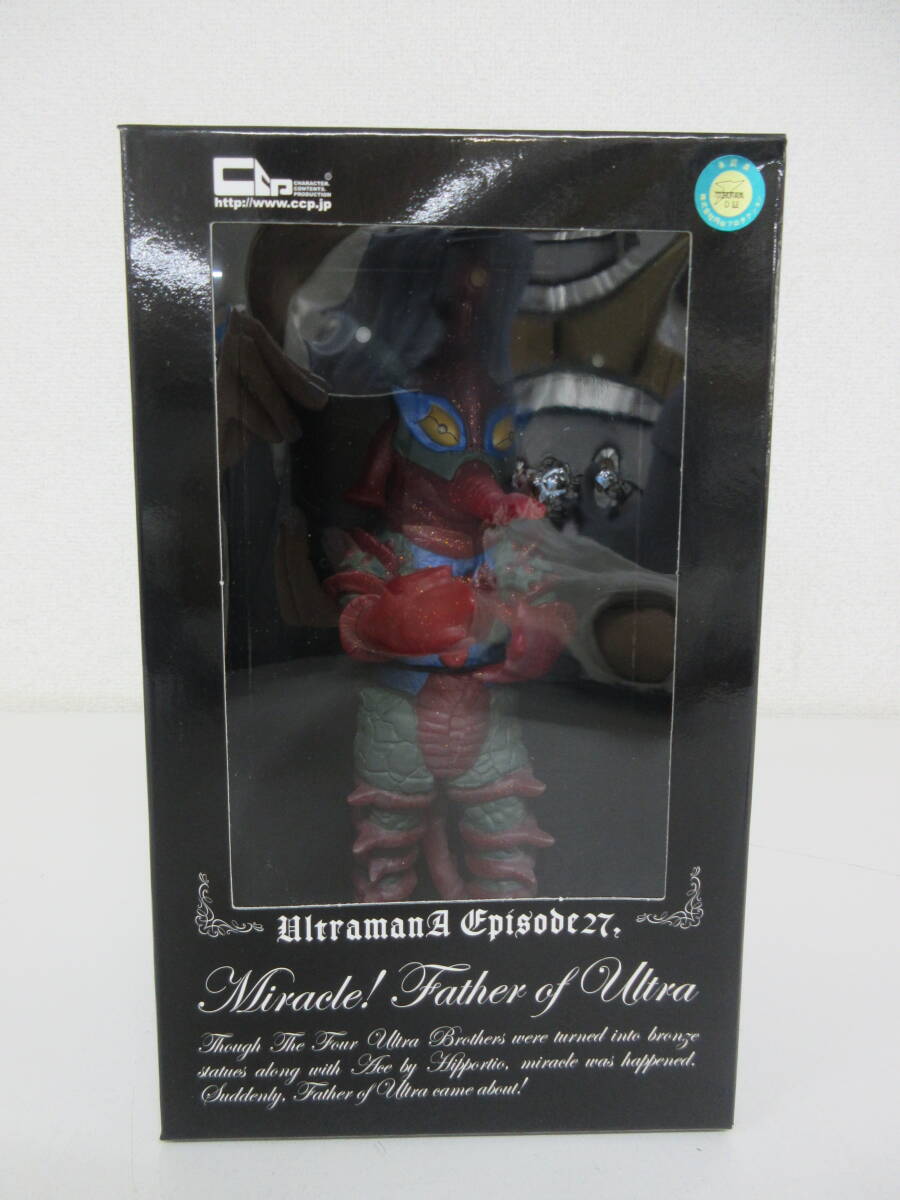 CCP
CHARACTER.
CONTENTS.
PRODUCTION
®
http://www.ccp.jp
UltramanA Episode27.
Miracle! Father of Ultra
Though The Four Ultra Brothers were turned into bronze
statues along with Ace by Hipportio, miracle was happened.
Suddenly, Father of Ultra came about!